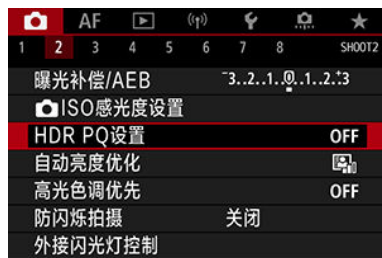 AF
1 2 3 4 5 6 7 8 SHOOT2
曝光补偿/AEB -3..2..1..0..1..2.+3
ISO感光度设置
HDR PQ设置 OFF
自动亮度优化
高光色调优先 OFF
防闪烁拍摄 关闭
外接闪光灯控制